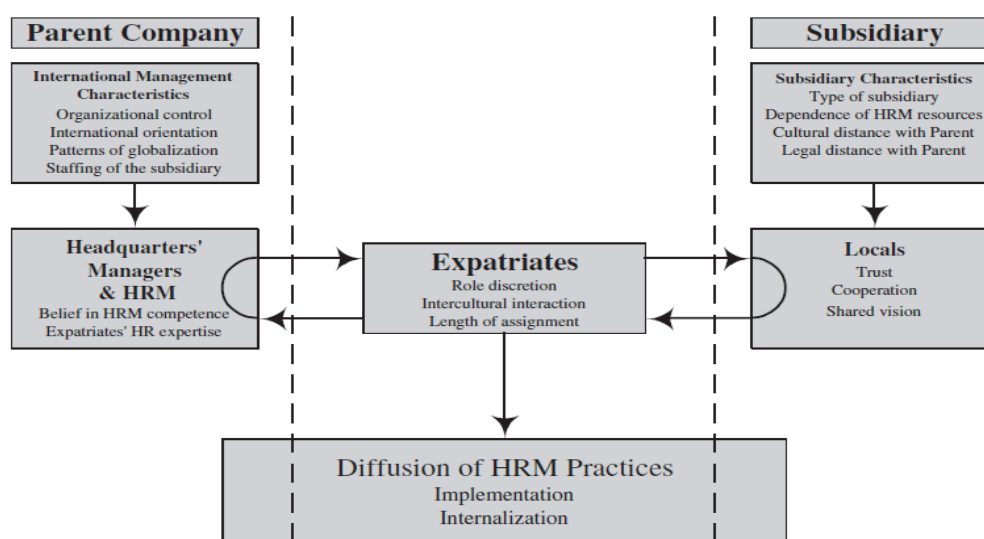 Parent Company
International Management
Characteristics
Organizational control
International orientation
Patterns of globalization
Staffing of the subsidiary
Headquarters'
Managers
& HRM
Belief in HRM competence
Expatriates' HR expertise
Expatriates
Role discretion
Intercultural interaction
Length of assignment
Subsidiary
Subsidiary Characteristics
Type of subsidiary
Dependence of HRM resources
Cultural distance with Parent
Legal distance with Parent
Locals
Trust
Cooperation
Shared vision
Diffusion of HRM Practices
Implementation
Internalization